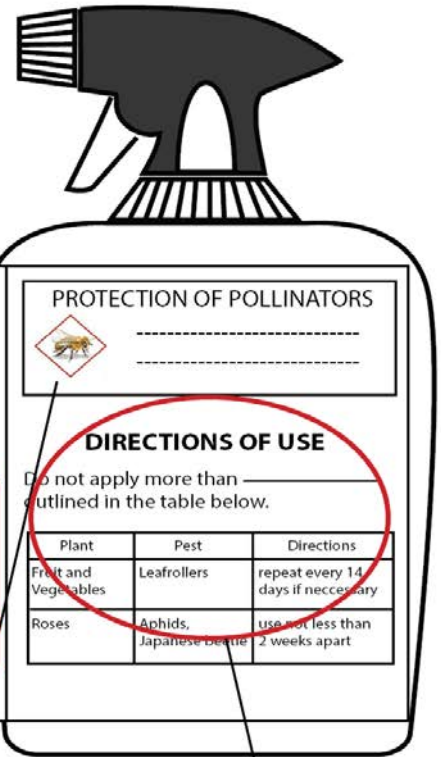 PROTECTION OF POLLINATORS
DIRECTIONS OF USE
Do not apply more than
outlined in the table below.
Plant Pest Directions
Fruit and Leafrollers repeat every 14
Vegetables days if neccessary
Roses Aphids, use not less than
Japanese beetle 2 weeks apart